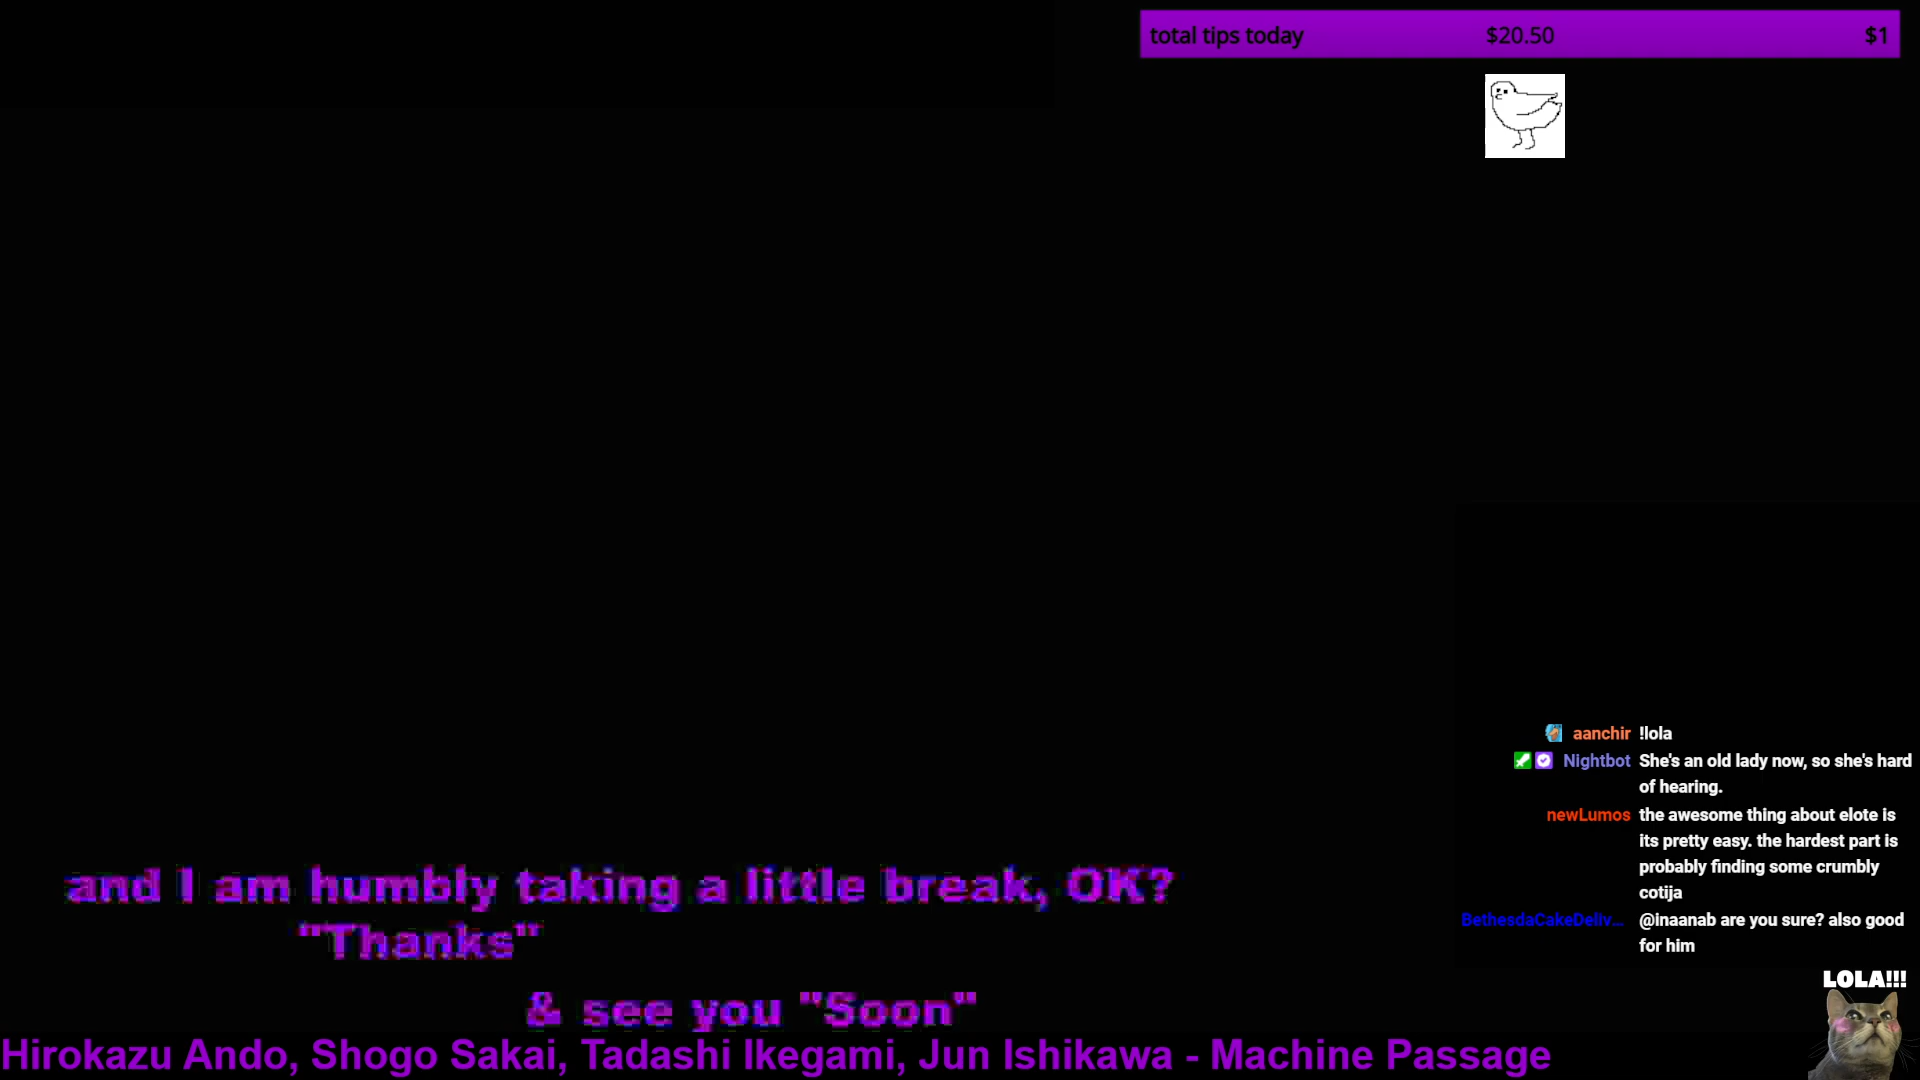 total tips today $20.50 $1
aanchir !lola
Nightbot She's an old lady now, so she's hard
of hearing.
newLumos the awesome thing about elote is
its pretty easy. the hardest part is
probably finding some crumbly
cotija
BethesdaCakeDeliv... @inaanab are you sure? also good
for him
and I am humbly taking a little break, OK?
"Thanks"
& see you "Soon"
LOLA!!!
Hirokazu Ando, Shogo Sakai, Tadashi Ikegami, Jun Ishikawa - Machine Passage